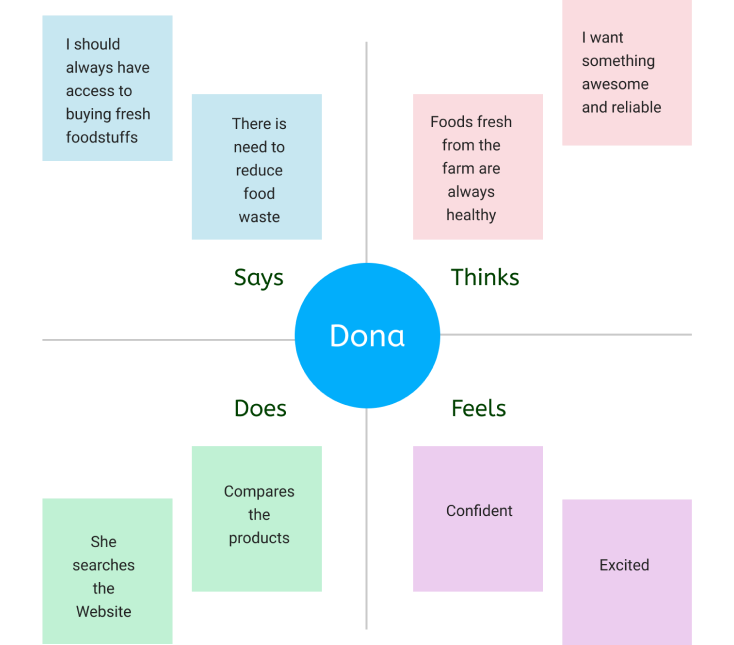 I should
always have
access to
buying fresh
foodstuffs
There is
need to
reduce
food
waste
Says
I want
something
awesome
and reliable
Foods fresh
from the
farm are
always
healthy
Thinks
Dona
Does
Compares
the
products
She
searches
the
Website
Feels
Confident
Excited